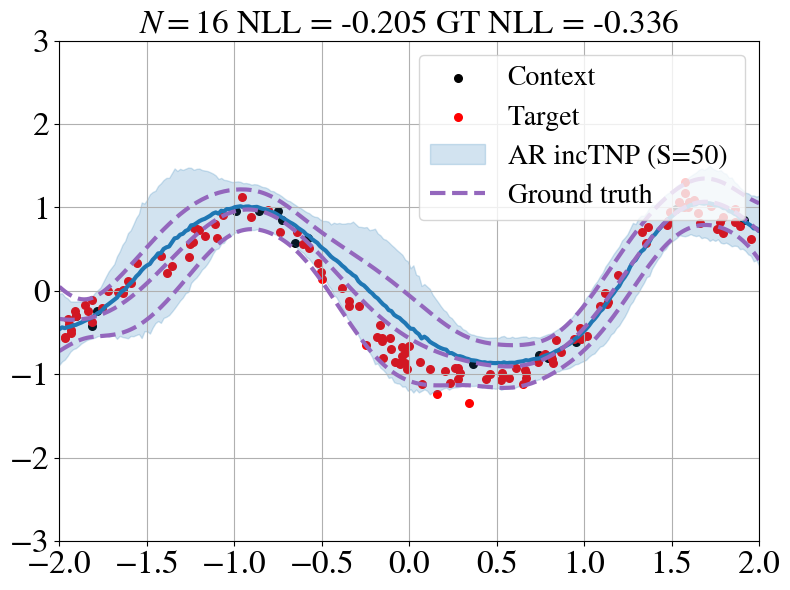 N = 16 NLL = -0.205 GT NLL = -0.336
3
2
1
0
−1
−2
−3
Context
Target
AR incTNP (S=50)
Ground truth
−2.0 −1.5 −1.0 −0.5 0.0 0.5 1.0 1.5 2.0